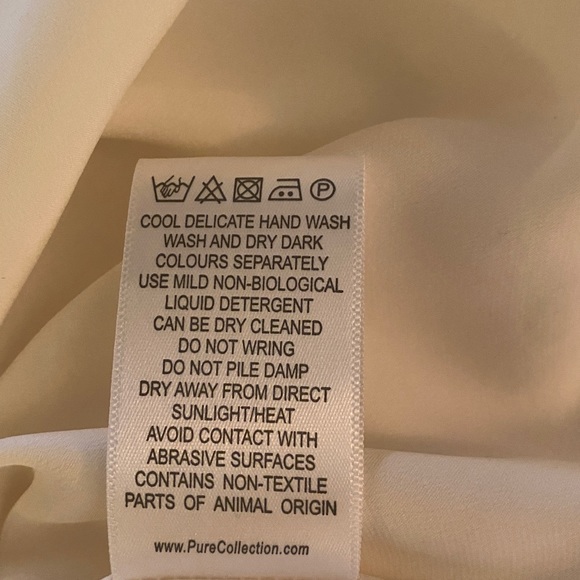 P
COOL DELICATE HAND WASH
WASH AND DRY DARK
COLOURS SEPARATELY
USE MILD NON-BIOLOGICAL
LIQUID DETERGENT
CAN BE DRY CLEANED
DO NOT WRING
DO NOT PILE DAMP
DRY AWAY FROM DIRECT
SUNLIGHT/HEAT
AVOID CONTACT WITH
ABRASIVE SURFACES
CONTAINS NON-TEXTILE
PARTS OF ANIMAL ORIGIN
www.PureCollection.com